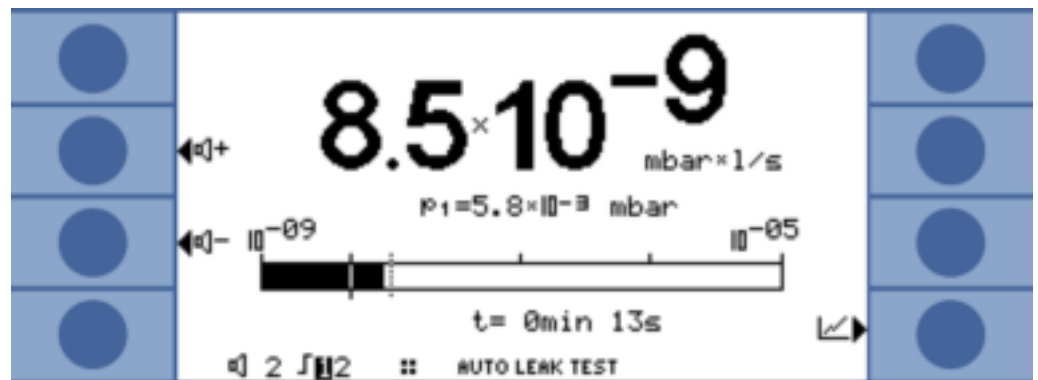 8.5×10⁻⁹
mbar×l/s
+
p1=5.8×10⁻³ mbar
- 10⁻⁰⁹ 10⁻⁰⁵
t= 0min 13s
2 1 2 AUTO LEAK TEST